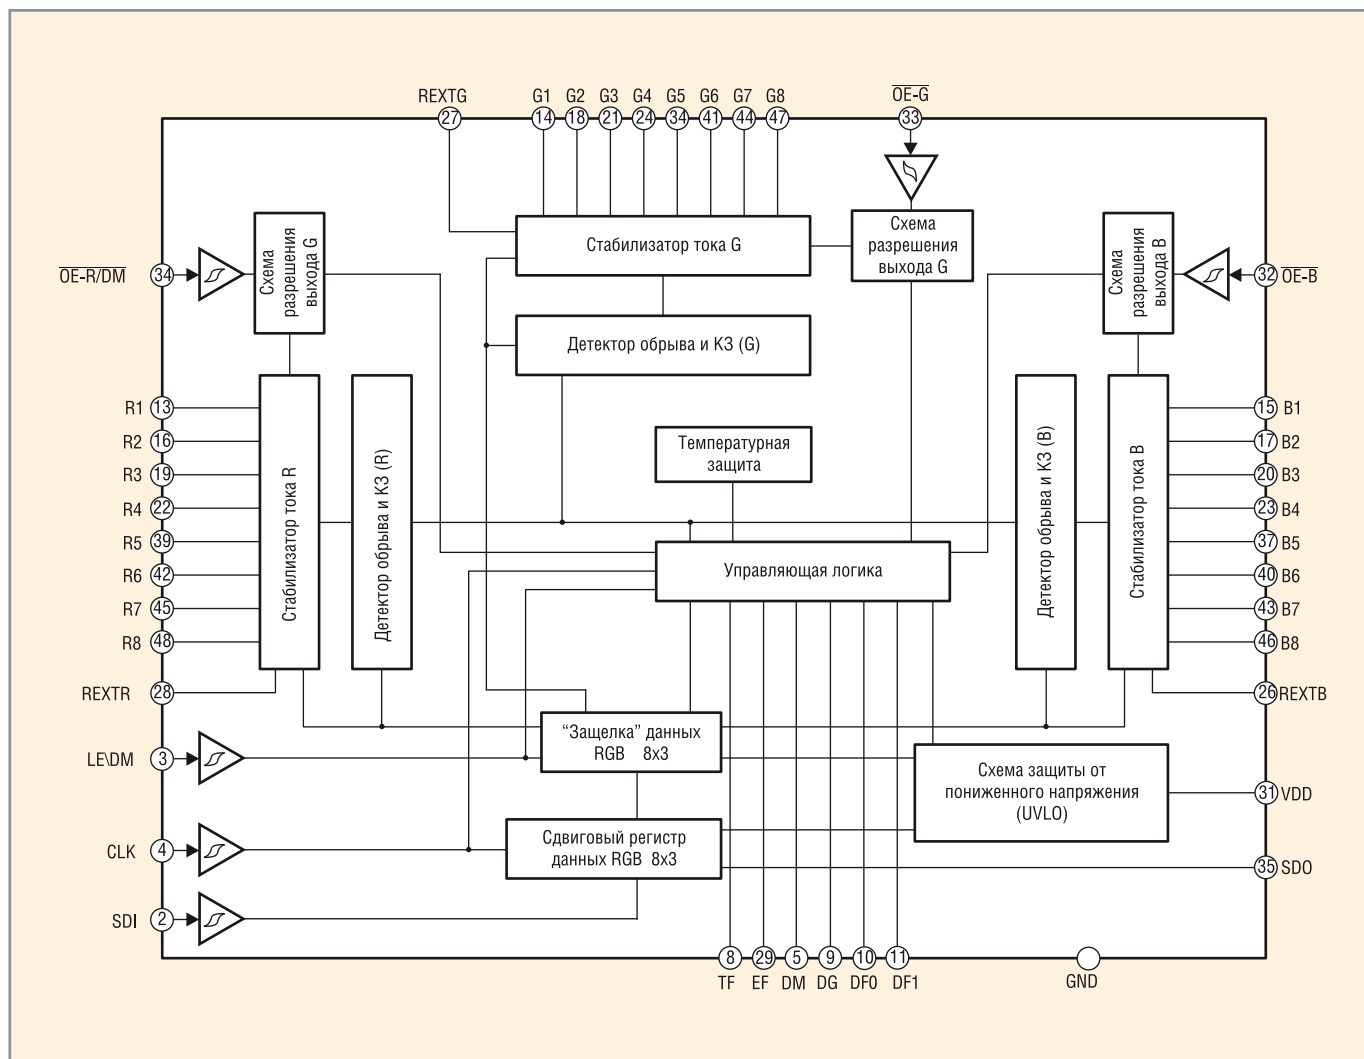 REXTG G1 G2 G3 G4 G5 G6 G7 G8 OE-G
27 14 18 21 24 34 41 44 47 33
Стабилизатор тока G
Схема
разрешения
выхода G
OE-R/DM 34
Схема
разрешения
выхода G
Схема
разрешения
выхода B
32 OE-B
Детектор обрыва и КЗ (G)
R1 13
R2 16
R3 19
R4 22
R5 39
R6 42
R7 45
R8 48
REXTR 28
Стабилизатор тока R
Детектор обрыва и КЗ (R)
Температурная
защита
Управляющая логика
Детектор обрыва и КЗ (B)
Стабилизатор тока B
15 B1
17 B2
20 B3
23 B4
37 B5
40 B6
43 B7
46 B8
26 REXTB
LE\DM 3
“Защелка” данных
RGB 8x3
Схема защиты от
пониженного напряжения
(UVLO)
31 VDD
CLK 4
Сдвиговый регистр
данных RGB 8x3
35 SDO
SDI 2
8 29 5 9 10 11
TF EF DM DG DF0 DF1 GND